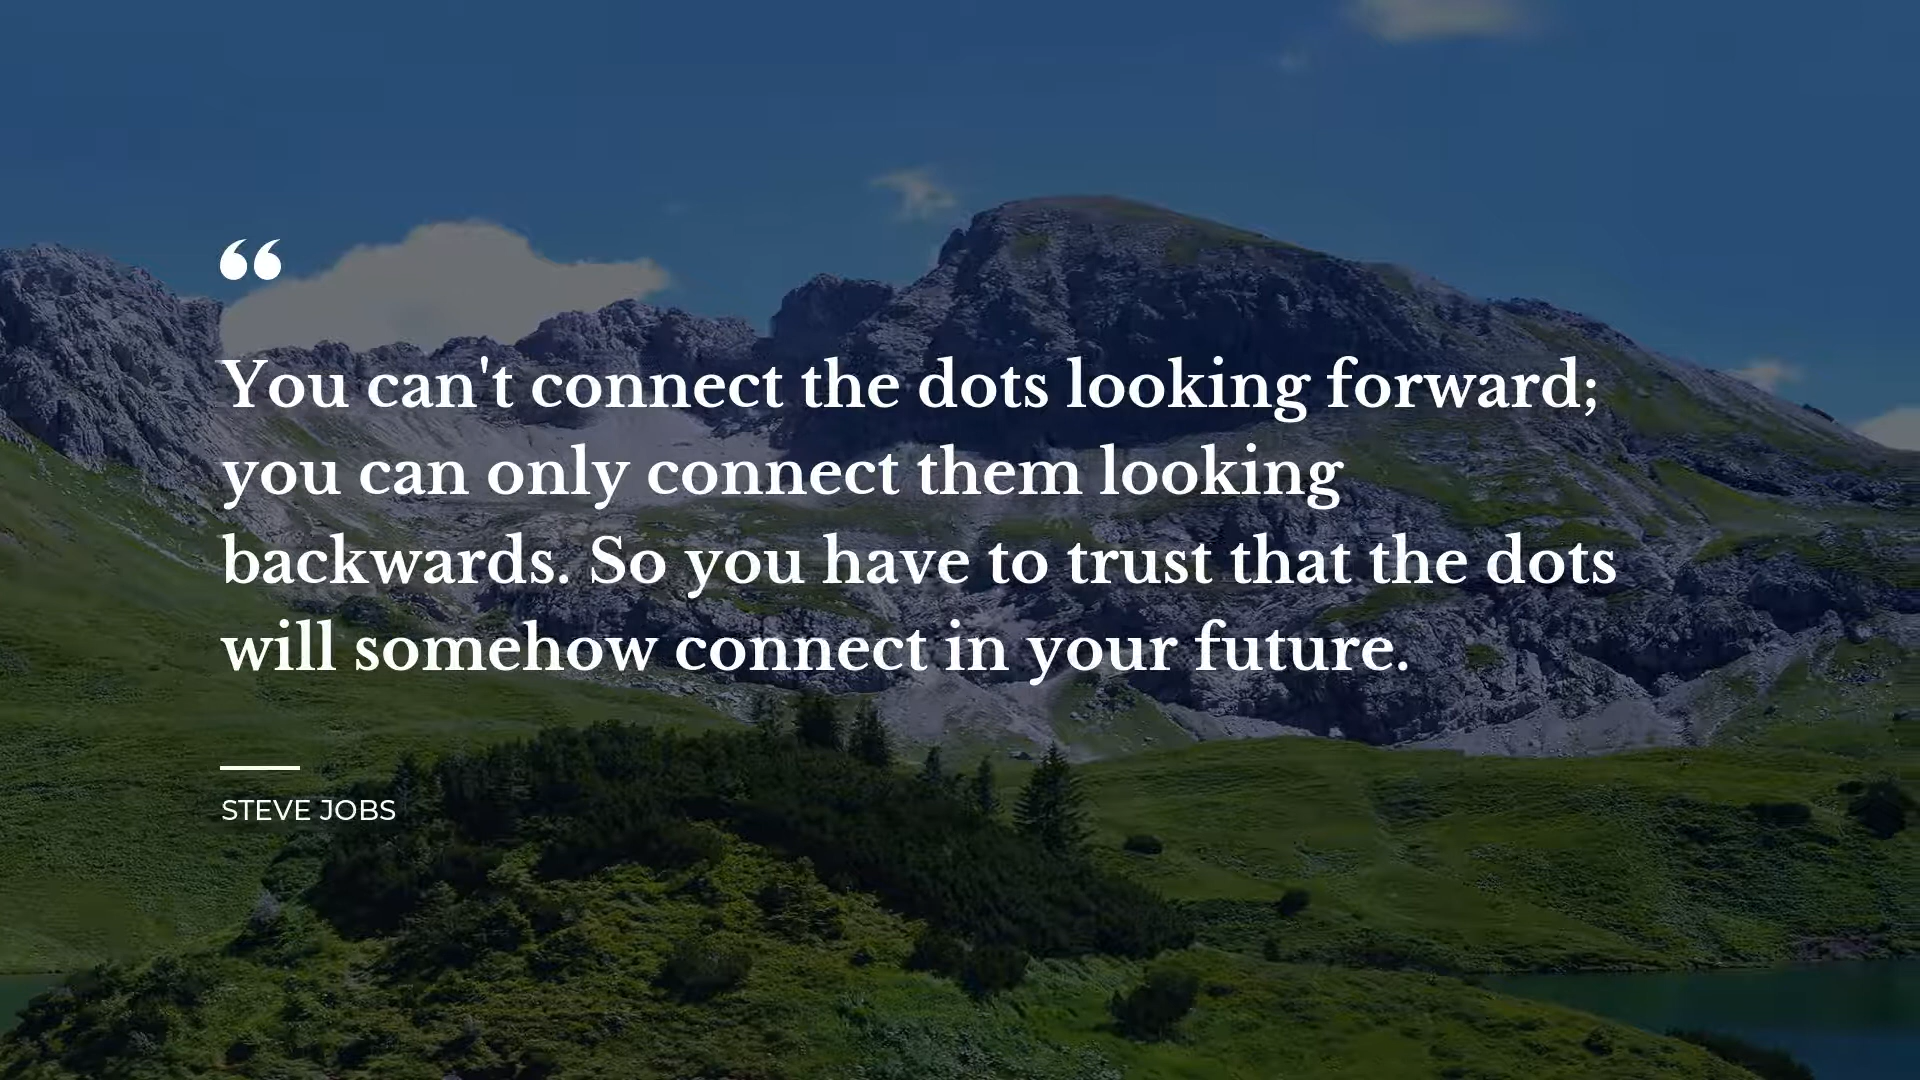 “
You can't connect the dots looking forward;
you can only connect them looking
backwards. So you have to trust that the dots
will somehow connect in your future.
STEVE JOBS